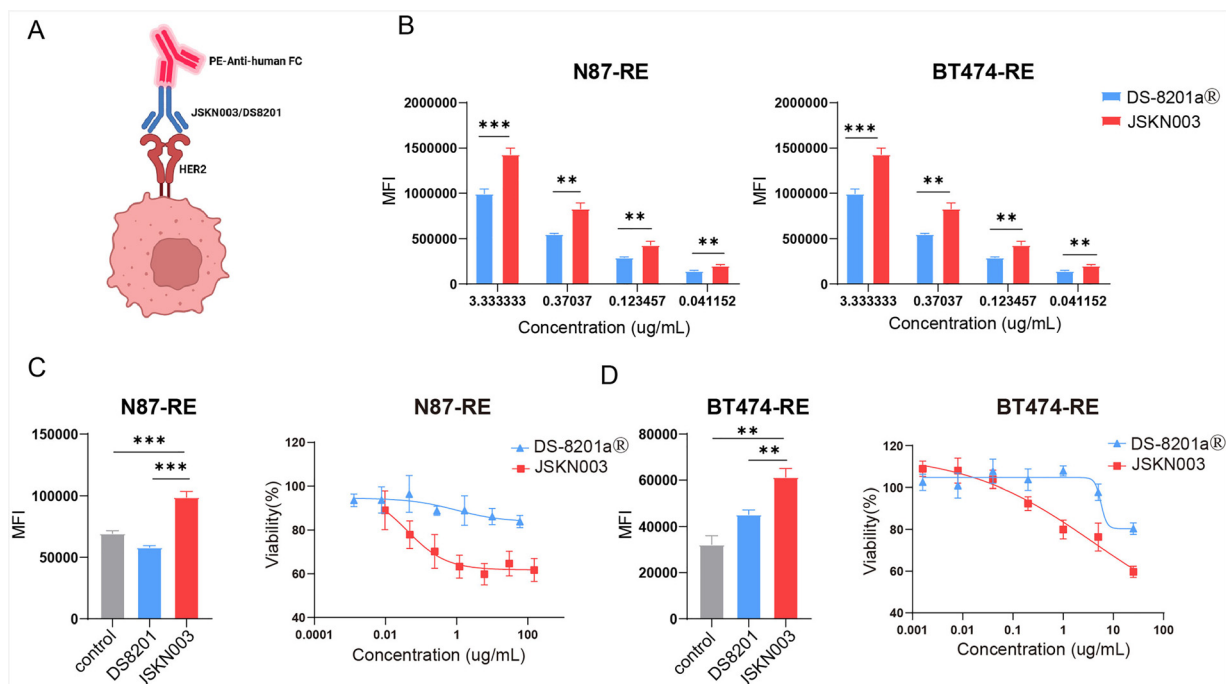 A
PE-Anti-human FC
JSKN003/DS8201
HER2
B
N87-RE
MFI
2000000
1500000
1000000
500000
0
***
**
**
**
3.333333 0.37037 0.123457 0.041152
Concentration (ug/mL)
BT474-RE
MFI
2000000
1500000
1000000
500000
0
***
**
**
**
3.333333 0.37037 0.123457 0.041152
Concentration (ug/mL)
DS-8201a®
JSKN003
C
N87-RE
MFI
150000
100000
50000
0
***
***
control
DS8201
JSKN003
N87-RE
Viability(%)
120
100
80
60
40
0.0001 0.01 1 100
Concentration (ug/mL)
DS-8201a®
JSKN003
D
BT474-RE
MFI
80000
60000
40000
20000
0
**
**
control
DS8201
JSKN003
BT474-RE
Viability(%)
120
100
80
60
40
0.001 0.01 0.1 1 10 100
Concentration (ug/mL)
DS-8201a®
JSKN003